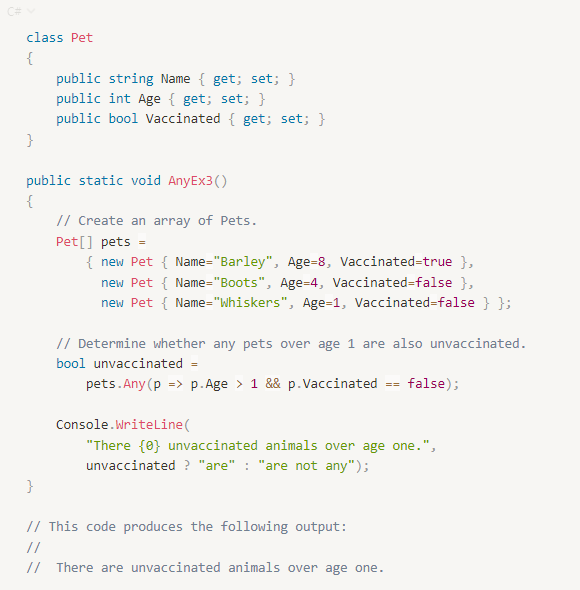 C#
class Pet
{
    public string Name { get; set; }
    public int Age { get; set; }
    public bool Vaccinated { get; set; }
}

public static void AnyEx3()
{
    // Create an array of Pets.
    Pet[] pets =
        { new Pet { Name="Barley", Age=8, Vaccinated=true },
          new Pet { Name="Boots", Age=4, Vaccinated=false },
          new Pet { Name="Whiskers", Age=1, Vaccinated=false } };

    // Determine whether any pets over age 1 are also unvaccinated.
    bool unvaccinated =
        pets.Any(p => p.Age > 1 && p.Vaccinated == false);

    Console.WriteLine(
        "There {0} unvaccinated animals over age one.",
        unvaccinated ? "are" : "are not any");
}

// This code produces the following output:
//
//  There are unvaccinated animals over age one.